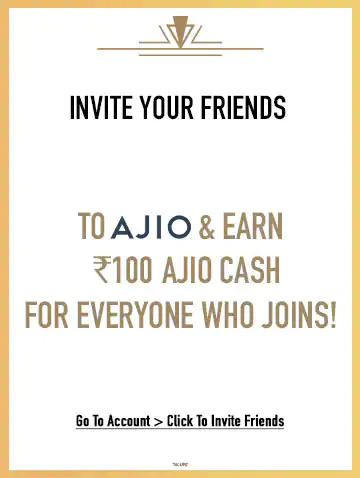 INVITE YOUR FRIENDS
TO AJIO & EARN
₹100 AJIO CASH
FOR EVERYONE WHO JOINS!
Go To Account > Click To Invite Friends